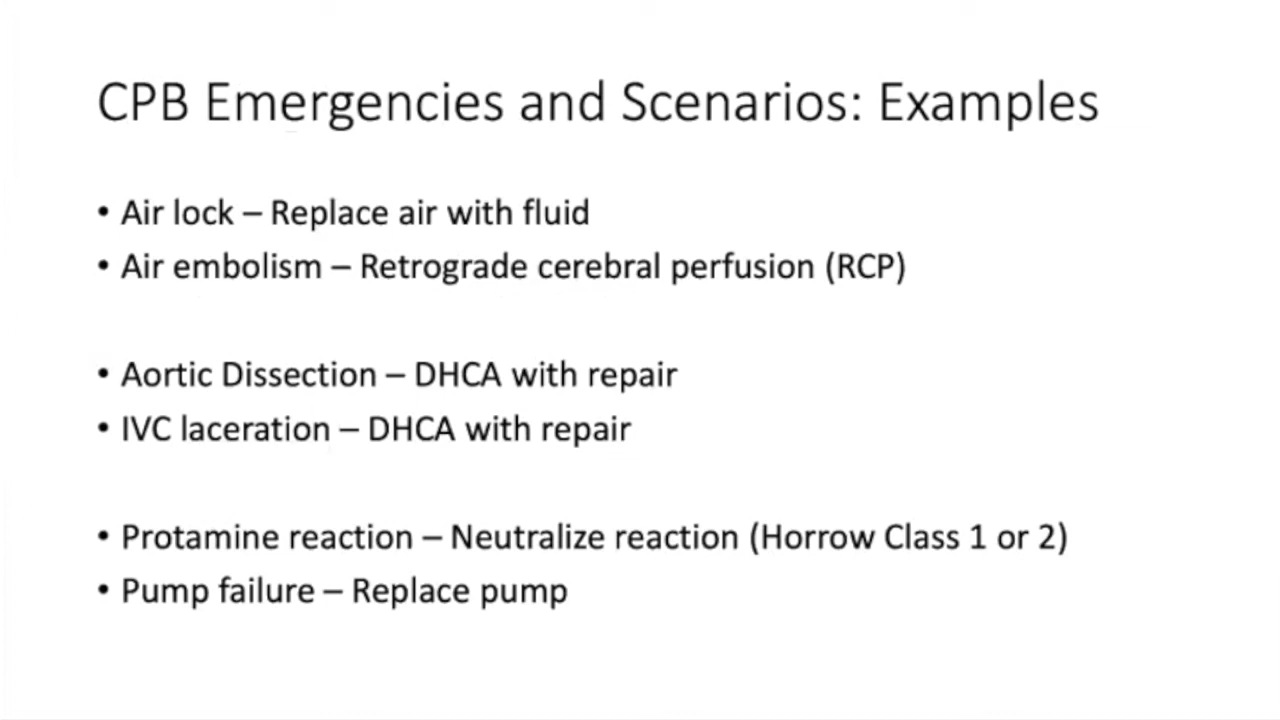 CPB Emergencies and Scenarios: Examples
• Air lock – Replace air with fluid
• Air embolism – Retrograde cerebral perfusion (RCP)
• Aortic Dissection – DHCA with repair
• IVC laceration – DHCA with repair
• Protamine reaction – Neutralize reaction (Horrow Class 1 or 2)
• Pump failure – Replace pump